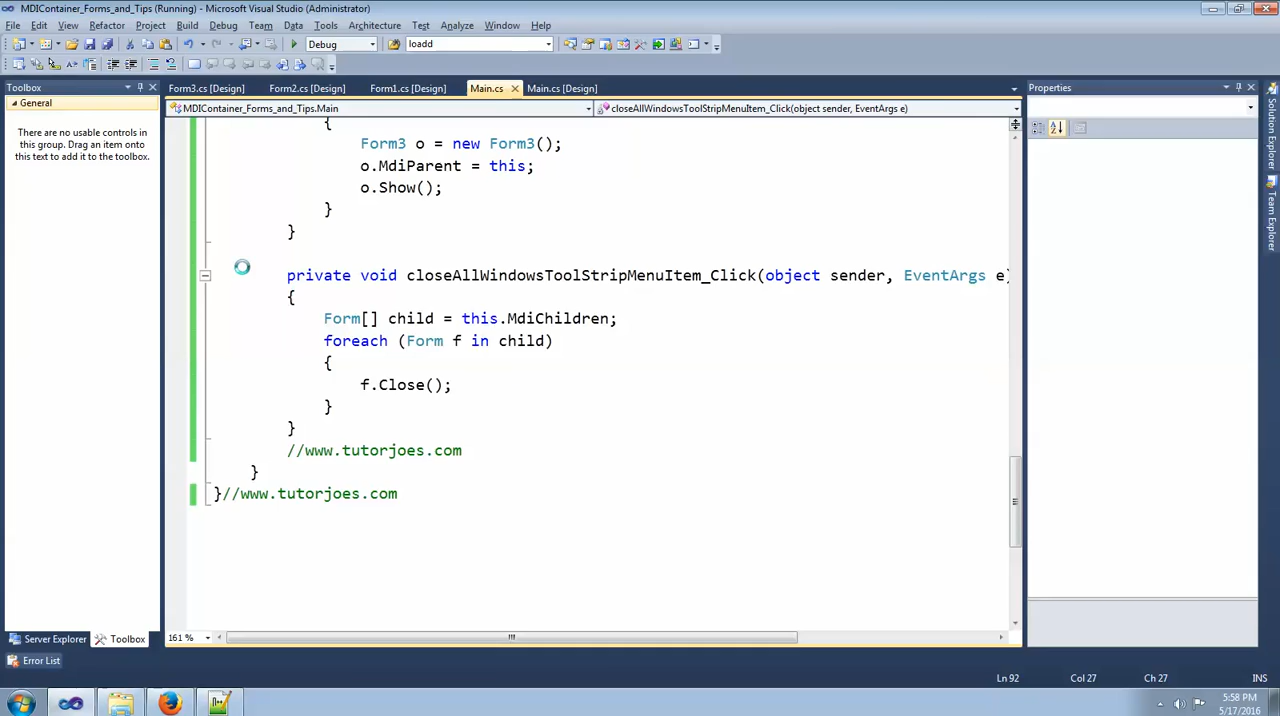 MDIContainer_Forms_and_Tips (Running) - Microsoft Visual Studio (Administrator)
File Edit View Refactor Project Build Debug Team Data Tools Architecture Test Analyze Window Help
Debug loadd
Toolbox
General
There are no usable controls in
this group. Drag an item onto
this text to add it to the toolbox.
Form3.cs [Design] Form2.cs [Design] Form1.cs [Design] Main.cs Main.cs [Design]
MDIContainer_Forms_and_Tips.Main closeAllWindowsToolStripMenuItem_Click(object sender, EventArgs e)
{
Form3 o = new Form3();
o.MdiParent = this;
o.Show();
}
}
private void closeAllWindowsToolStripMenuItem_Click(object sender, EventArgs e)
{
Form[] child = this.MdiChildren;
foreach (Form f in child)
{
f.Close();
}
}
//www.tutorjoes.com
}
}//www.tutorjoes.com
161 %
Properties
Solution Explorer
Team Explorer
Server Explorer Toolbox
Error List
Ln 92 Col 27 Ch 27 INS
5:58 PM
5/17/2016